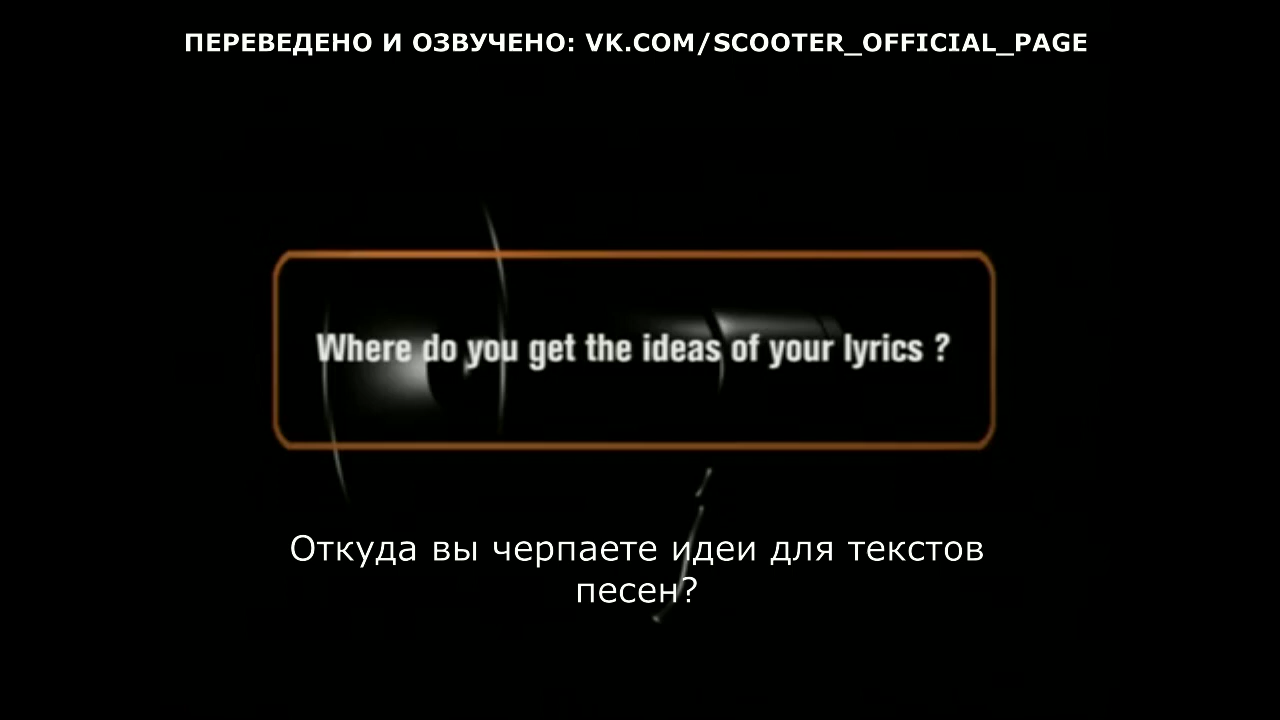 ПЕРЕВЕДЕНО И ОЗВУЧЕНО: VK.COM/SCOOTER_OFFICIAL_PAGE
Where do you get the ideas of your lyrics ?
Откуда вы черпаете идеи для текстов
песен?